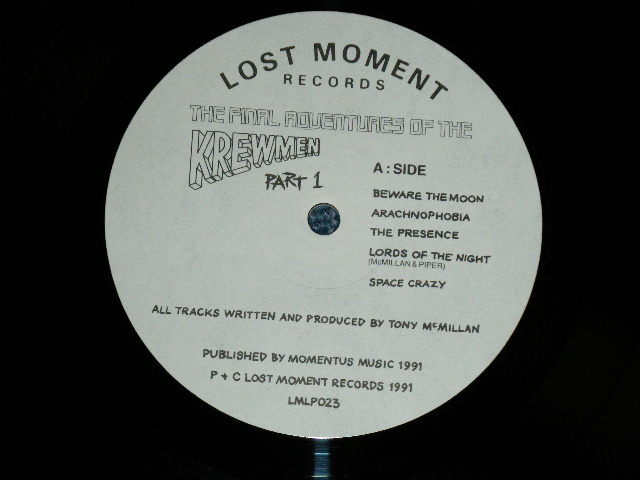 LOST MOMENT
RECORDS
THE FINAL ADVENTURES OF THE
KREWMEN
PART 1
A : SIDE
BEWARE THE MOON
ARACHNOPHOBIA
THE PRESENCE
LORDS OF THE NIGHT
(McMILLAN & PIPER)
SPACE CRAZY
ALL TRACKS WRITTEN AND PRODUCED BY TONY McMILLAN
PUBLISHED BY MOMENTUS MUSIC 1991
P + C LOST MOMENT RECORDS 1991
LMLP023